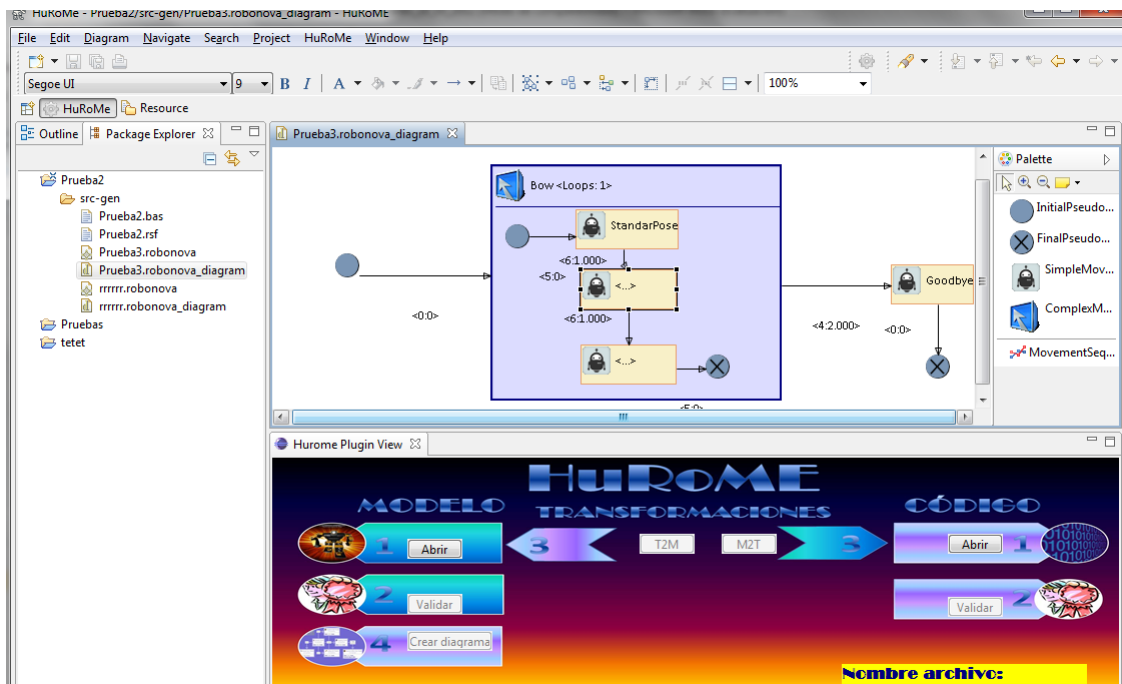 HuRoMe - Prueba2/src-gen/Prueba3.robonova_diagram - HuRoME
File Edit Diagram Navigate Search Project HuRoMe Window Help
Segoe UI 9 B I A 100%
HuRoMe Resource
Outline Package Explorer
Prueba2
src-gen
Prueba2.bas
Prueba2.rsf
Prueba3.robonova
Prueba3.robonova_diagram
rrrrrr.robonova
rrrrrr.robonova_diagram
Pruebas
tetet
Prueba3.robonova_diagram
Bow <Loops: 1>
StandarPose
<6:1.000>
<5:0>
<...>
<6:1.000>
<...>
<5:0>
<0:0>
Goodbye
<4:2.000>
<0:0>
Palette
InitialPseudo...
FinalPseudo...
SimpleMov...
ComplexM...
MovementSeq...
Hurome Plugin View
HuRoME
MODELO
TRANSFORMACIONES
CÓDIGO
1 Abrir
3 T2M M2T 3
Abrir 1
2 Validar
Validar 2
4 Crear diagrama
Nombre archivo: